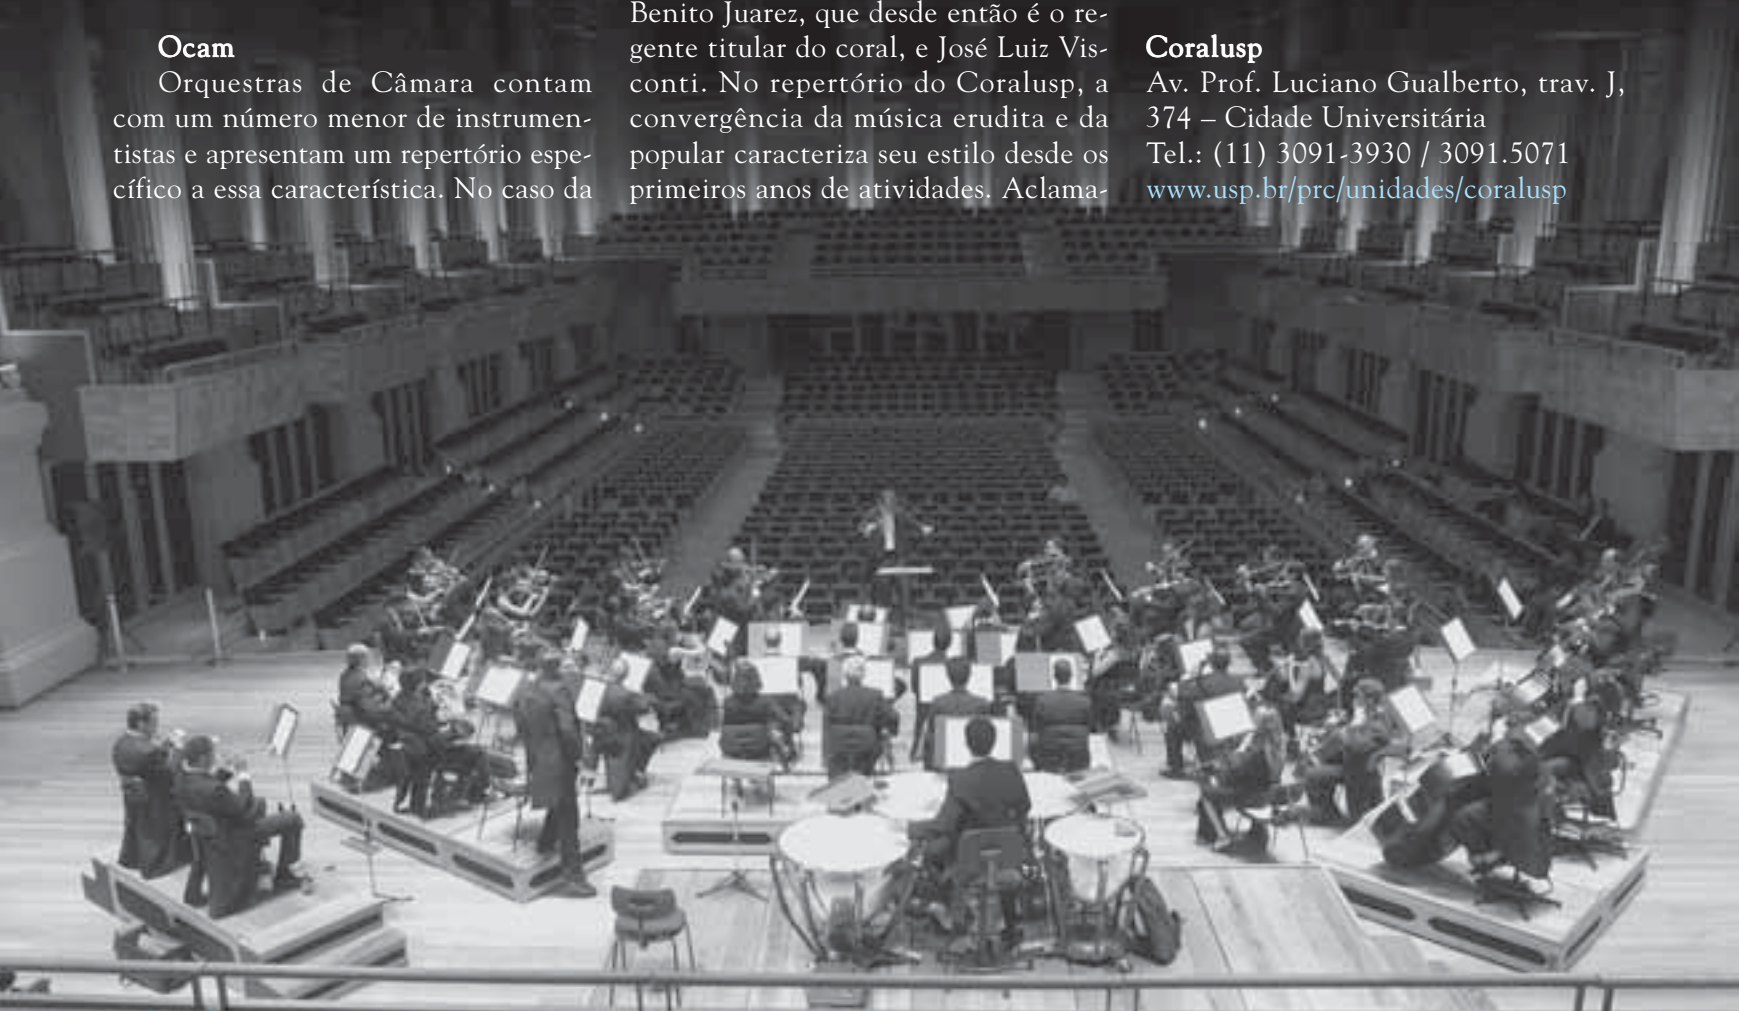 Ocam
Orquestras de Câmara contam
com um número menor de instrumen-
tistas e apresentam um repertório espe-
cífico a essa característica. No caso da
Benito Juarez, que desde então é o re-
gente titular do coral, e José Luiz Vis-
conti. No repertório do Coralusp, a
convergência da música erudita e da
popular caracteriza seu estilo desde os
primeiros anos de atividades. Aclama-
Coralusp
Av. Prof. Luciano Gualberto, trav. J,
374 – Cidade Universitária
Tel.: (11) 3091-3930 / 3091.5071
www.usp.br/prc/unidades/coralusp